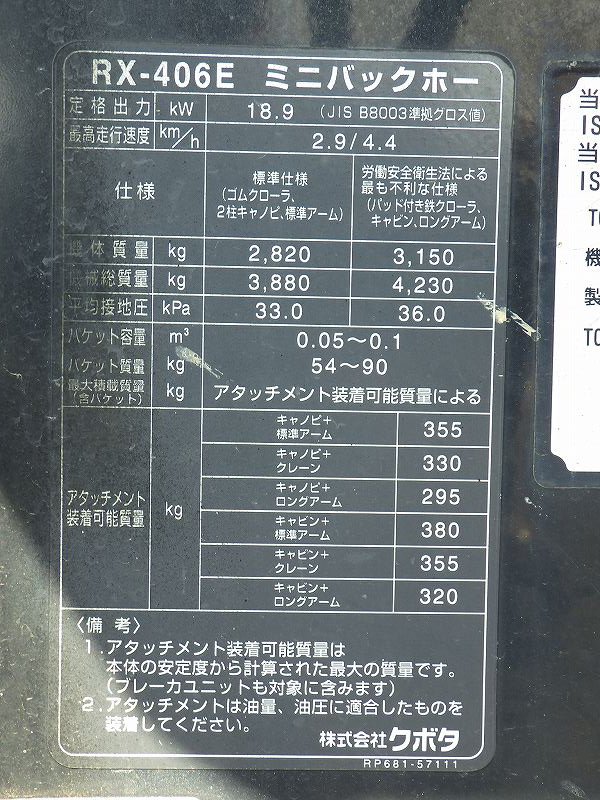 RX-406E ミニバックホー
定格出力 kW 18.9 (JIS B8003準拠グロス値)
最高走行速度 km/h 2.9/4.4
仕様 標準仕様 (ゴムクローラ、 2柱キャノピ、標準アーム) 労働安全衛生法による 最も不利な仕様 (パッド付き鉄クローラ、 キャビン、ロングアーム)
機体質量 kg 2,820 3,150
機械総質量 kg 3,880 4,230
平均接地圧 kPa 33.0 36.0
バケット容量 m³ 0.05～0.1
バケット質量 kg 54～90
最大積載質量 (含バケット) kg アタッチメント装着可能質量による
アタッチメント 装着可能質量 kg
キャノピ+ 標準アーム 355
キャノピ+ クレーン 330
キャノピ+ ロングアーム 295
キャビン+ 標準アーム 380
キャビン+ クレーン 355
キャビン+ ロングアーム 320
〈備考〉
1.アタッチメント装着可能質量は
本体の安定度から計算された最大の質量です。
(ブレーカユニットも対象に含みます)
2.アタッチメントは油量、油圧に適合したものを
装着してください。
株式会社クボタ
RP681-57111
当
IS
当
IS
TO
機
製
TC